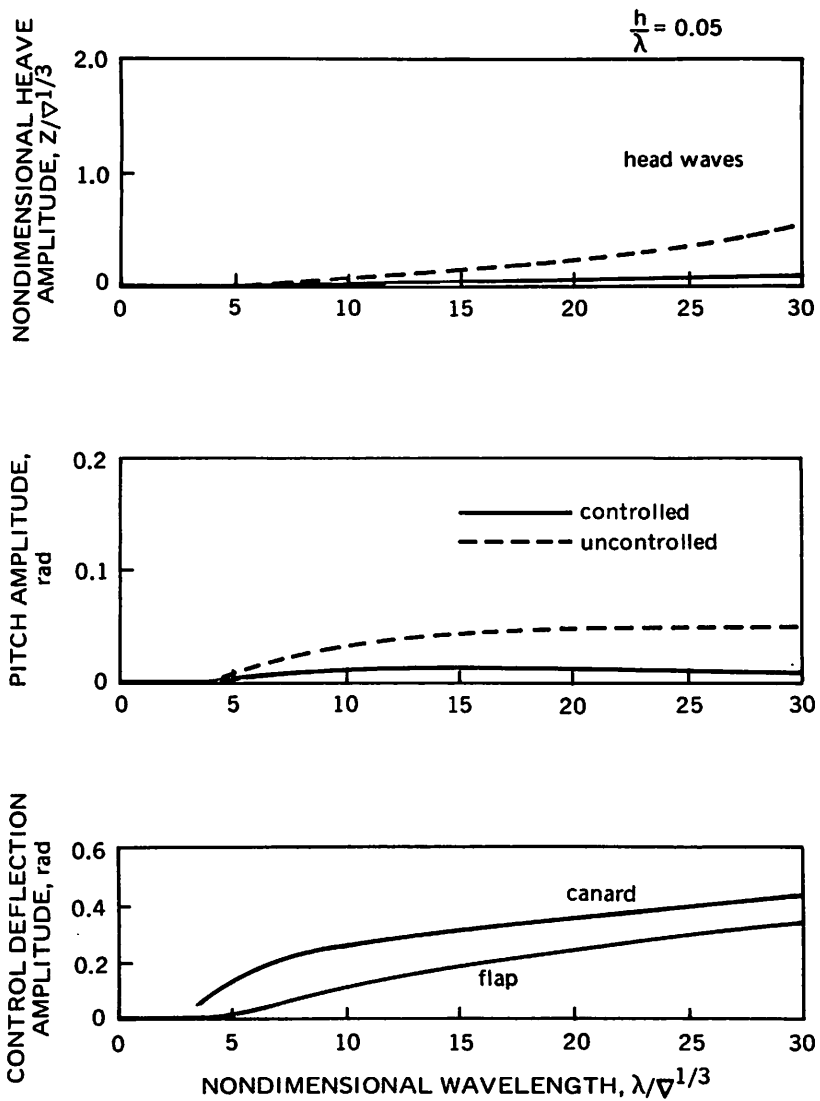 h/λ = 0.05
NONDIMENSIONAL HEAVE
AMPLITUDE, Z/∇^1/3
2.0
1.0
0
head waves
0 5 10 15 20 25 30
PITCH AMPLITUDE,
rad
0.2
0.1
0
controlled
uncontrolled
0 5 10 15 20 25 30
CONTROL DEFLECTION
AMPLITUDE, rad
0.6
0.4
0.2
0
canard
flap
0 5 10 15 20 25 30
NONDIMENSIONAL WAVELENGTH, λ/∇^1/3